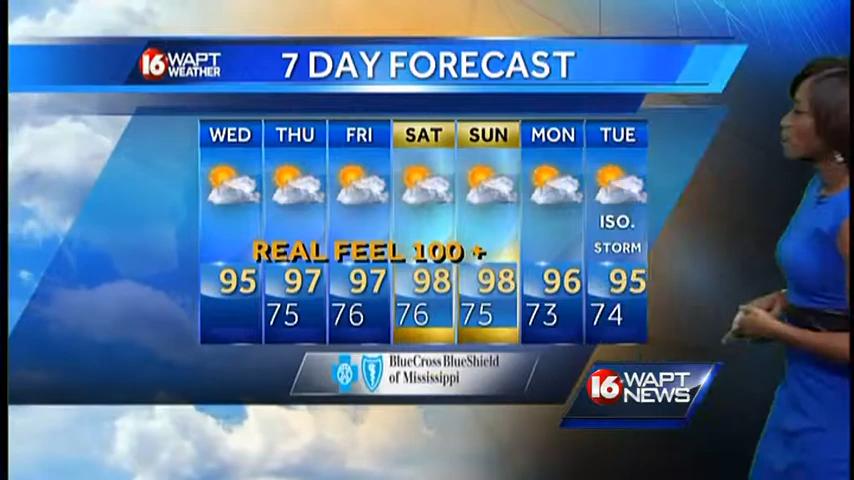 16 WAPT WEATHER
7 DAY FORECAST
WED THU FRI SAT SUN MON TUE
ISO.
STORM
REAL FEEL 100 +
95 97 97 98 98 96 95
75 76 76 75 73 74
BlueCross BlueShield
of Mississippi
16 WAPT
NEWS